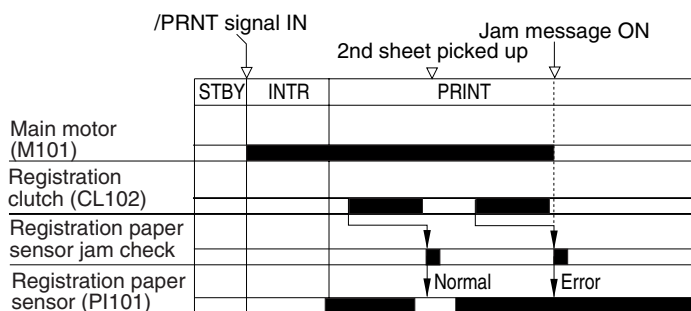 /PRNT signal IN
Jam message ON
2nd sheet picked up
STBY INTR PRINT
Main motor
(M101)
Registration
clutch (CL102)
Registration paper
sensor jam check
Normal Error
Registration paper
sensor (PI101)